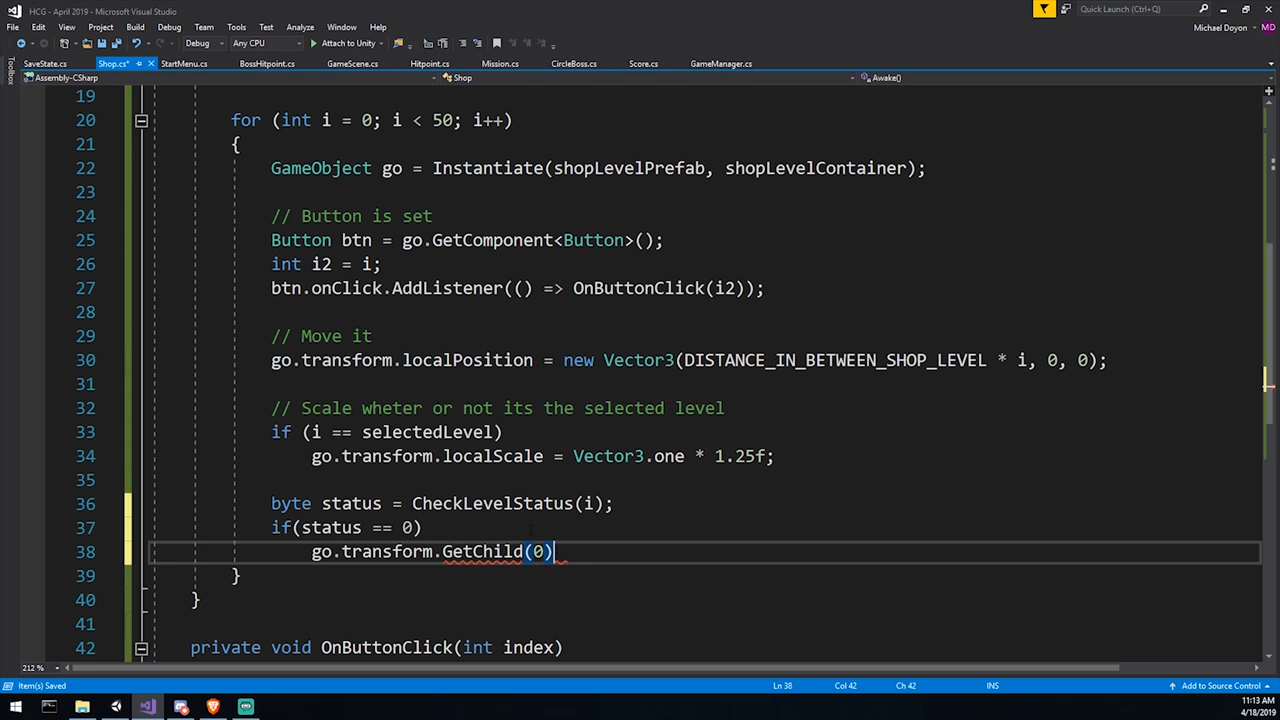 HCG - April 2019 - Microsoft Visual Studio
Quick Launch (Ctrl+Q)
File Edit View Project Build Debug Team Tools Test Analyze Window Help
Michael Doyon MD
Debug Any CPU Attach to Unity
SaveState.cs Shop.cs* StartMenu.cs BossHitpoint.cs GameScene.cs Hitpoint.cs Mission.cs CircleBoss.cs Score.cs GameManager.cs
Toolbox
Assembly-CSharp Shop Awake()
19
20 for (int i = 0; i < 50; i++)
21 {
22 GameObject go = Instantiate(shopLevelPrefab, shopLevelContainer);
23
24 // Button is set
25 Button btn = go.GetComponent<Button>();
26 int i2 = i;
27 btn.onClick.AddListener(() => OnButtonClick(i2));
28
29 // Move it
30 go.transform.localPosition = new Vector3(DISTANCE_IN_BETWEEN_SHOP_LEVEL * i, 0, 0);
31
32 // Scale wheter or not its the selected level
33 if (i == selectedLevel)
34 go.transform.localScale = Vector3.one * 1.25f;
35
36 byte status = CheckLevelStatus(i);
37 if(status == 0)
38 go.transform.GetChild(0)
39 }
40 }
41
42 private void OnButtonClick(int index)
212 %
Item(s) Saved Ln 38 Col 42 Ch 42 INS Add to Source Control
11:13 AM
4/18/2019